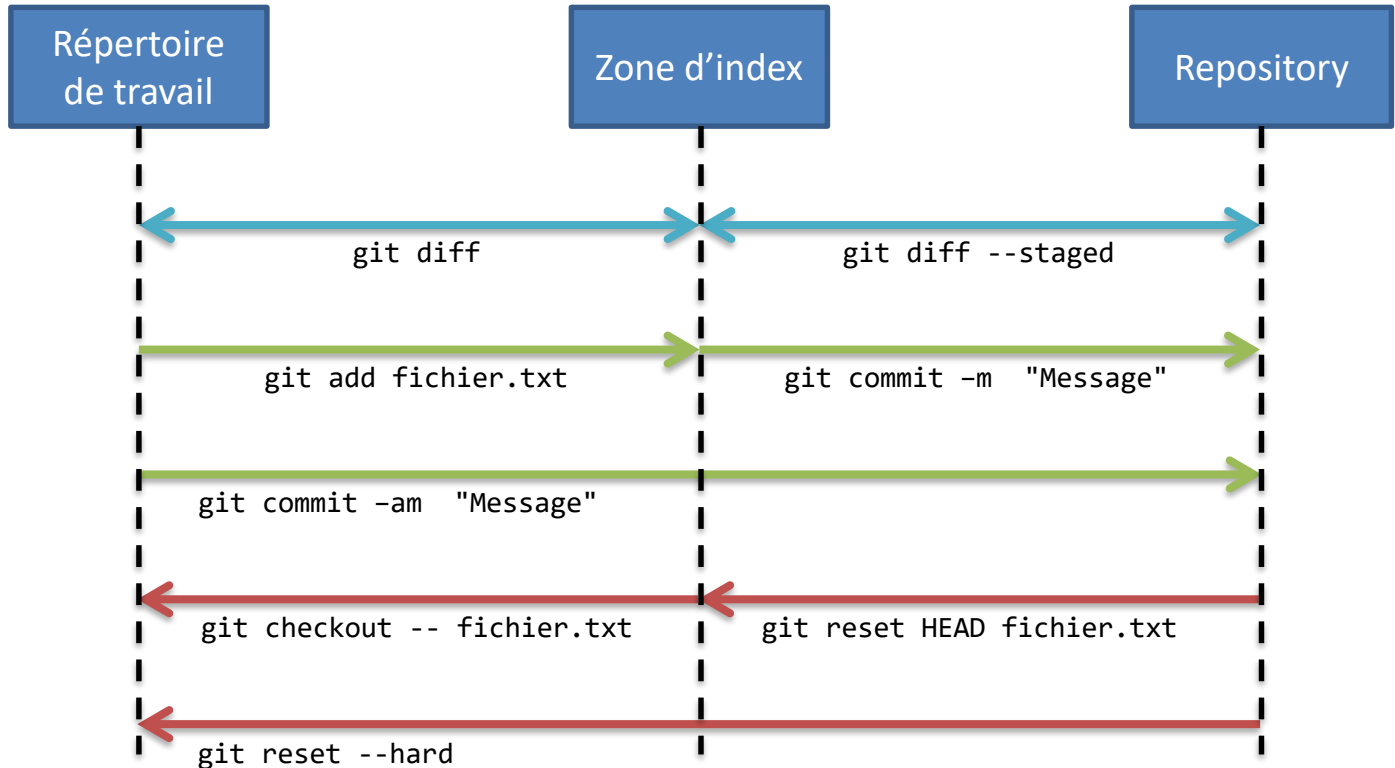 Répertoire
de travail
Zone d’index
Repository
git diff
git diff --staged
git add fichier.txt
git commit –m  "Message"
git commit –am  "Message"
git checkout -- fichier.txt
git reset HEAD fichier.txt
git reset --hard